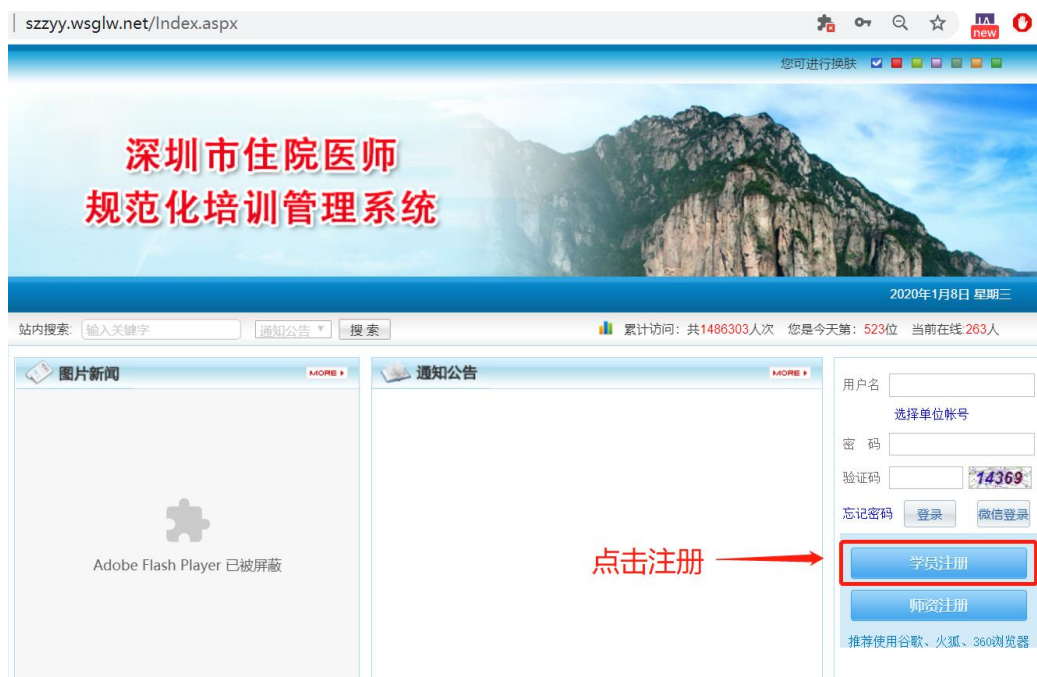 szzyy.wsglw.net/Index.aspx
new
您可进行换肤
深圳市住院医师
规范化培训管理系统
2020年1月8日 星期三
站内搜索: 输入关键字 通知公告 搜 索 累计访问：共1486303人次 您是今天第：523位 当前在线:263人
图片新闻 MORE
通知公告 MORE
用户名
选择单位帐号
密 码
验证码 14369
忘记密码 登录 微信登录
Adobe Flash Player 已被屏蔽
点击注册
学员注册
师资注册
推荐使用谷歌、火狐、360浏览器